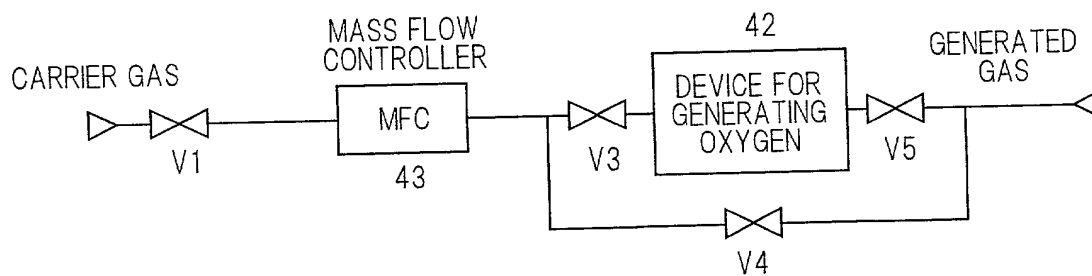 CARRIER GAS
V1
MASS FLOW
CONTROLLER
MFC
43
V3
42
DEVICE FOR
GENERATING
OXYGEN
V5
GENERATED
GAS
V4